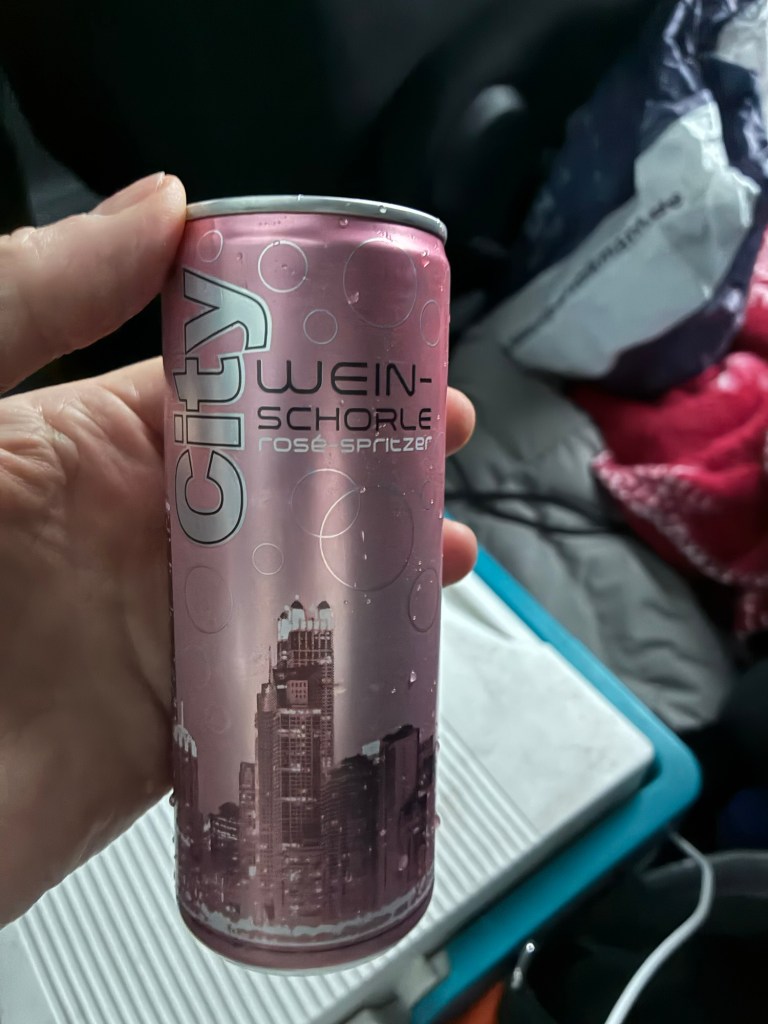 City
WEIN-
SCHORLE
rosé-spritzer